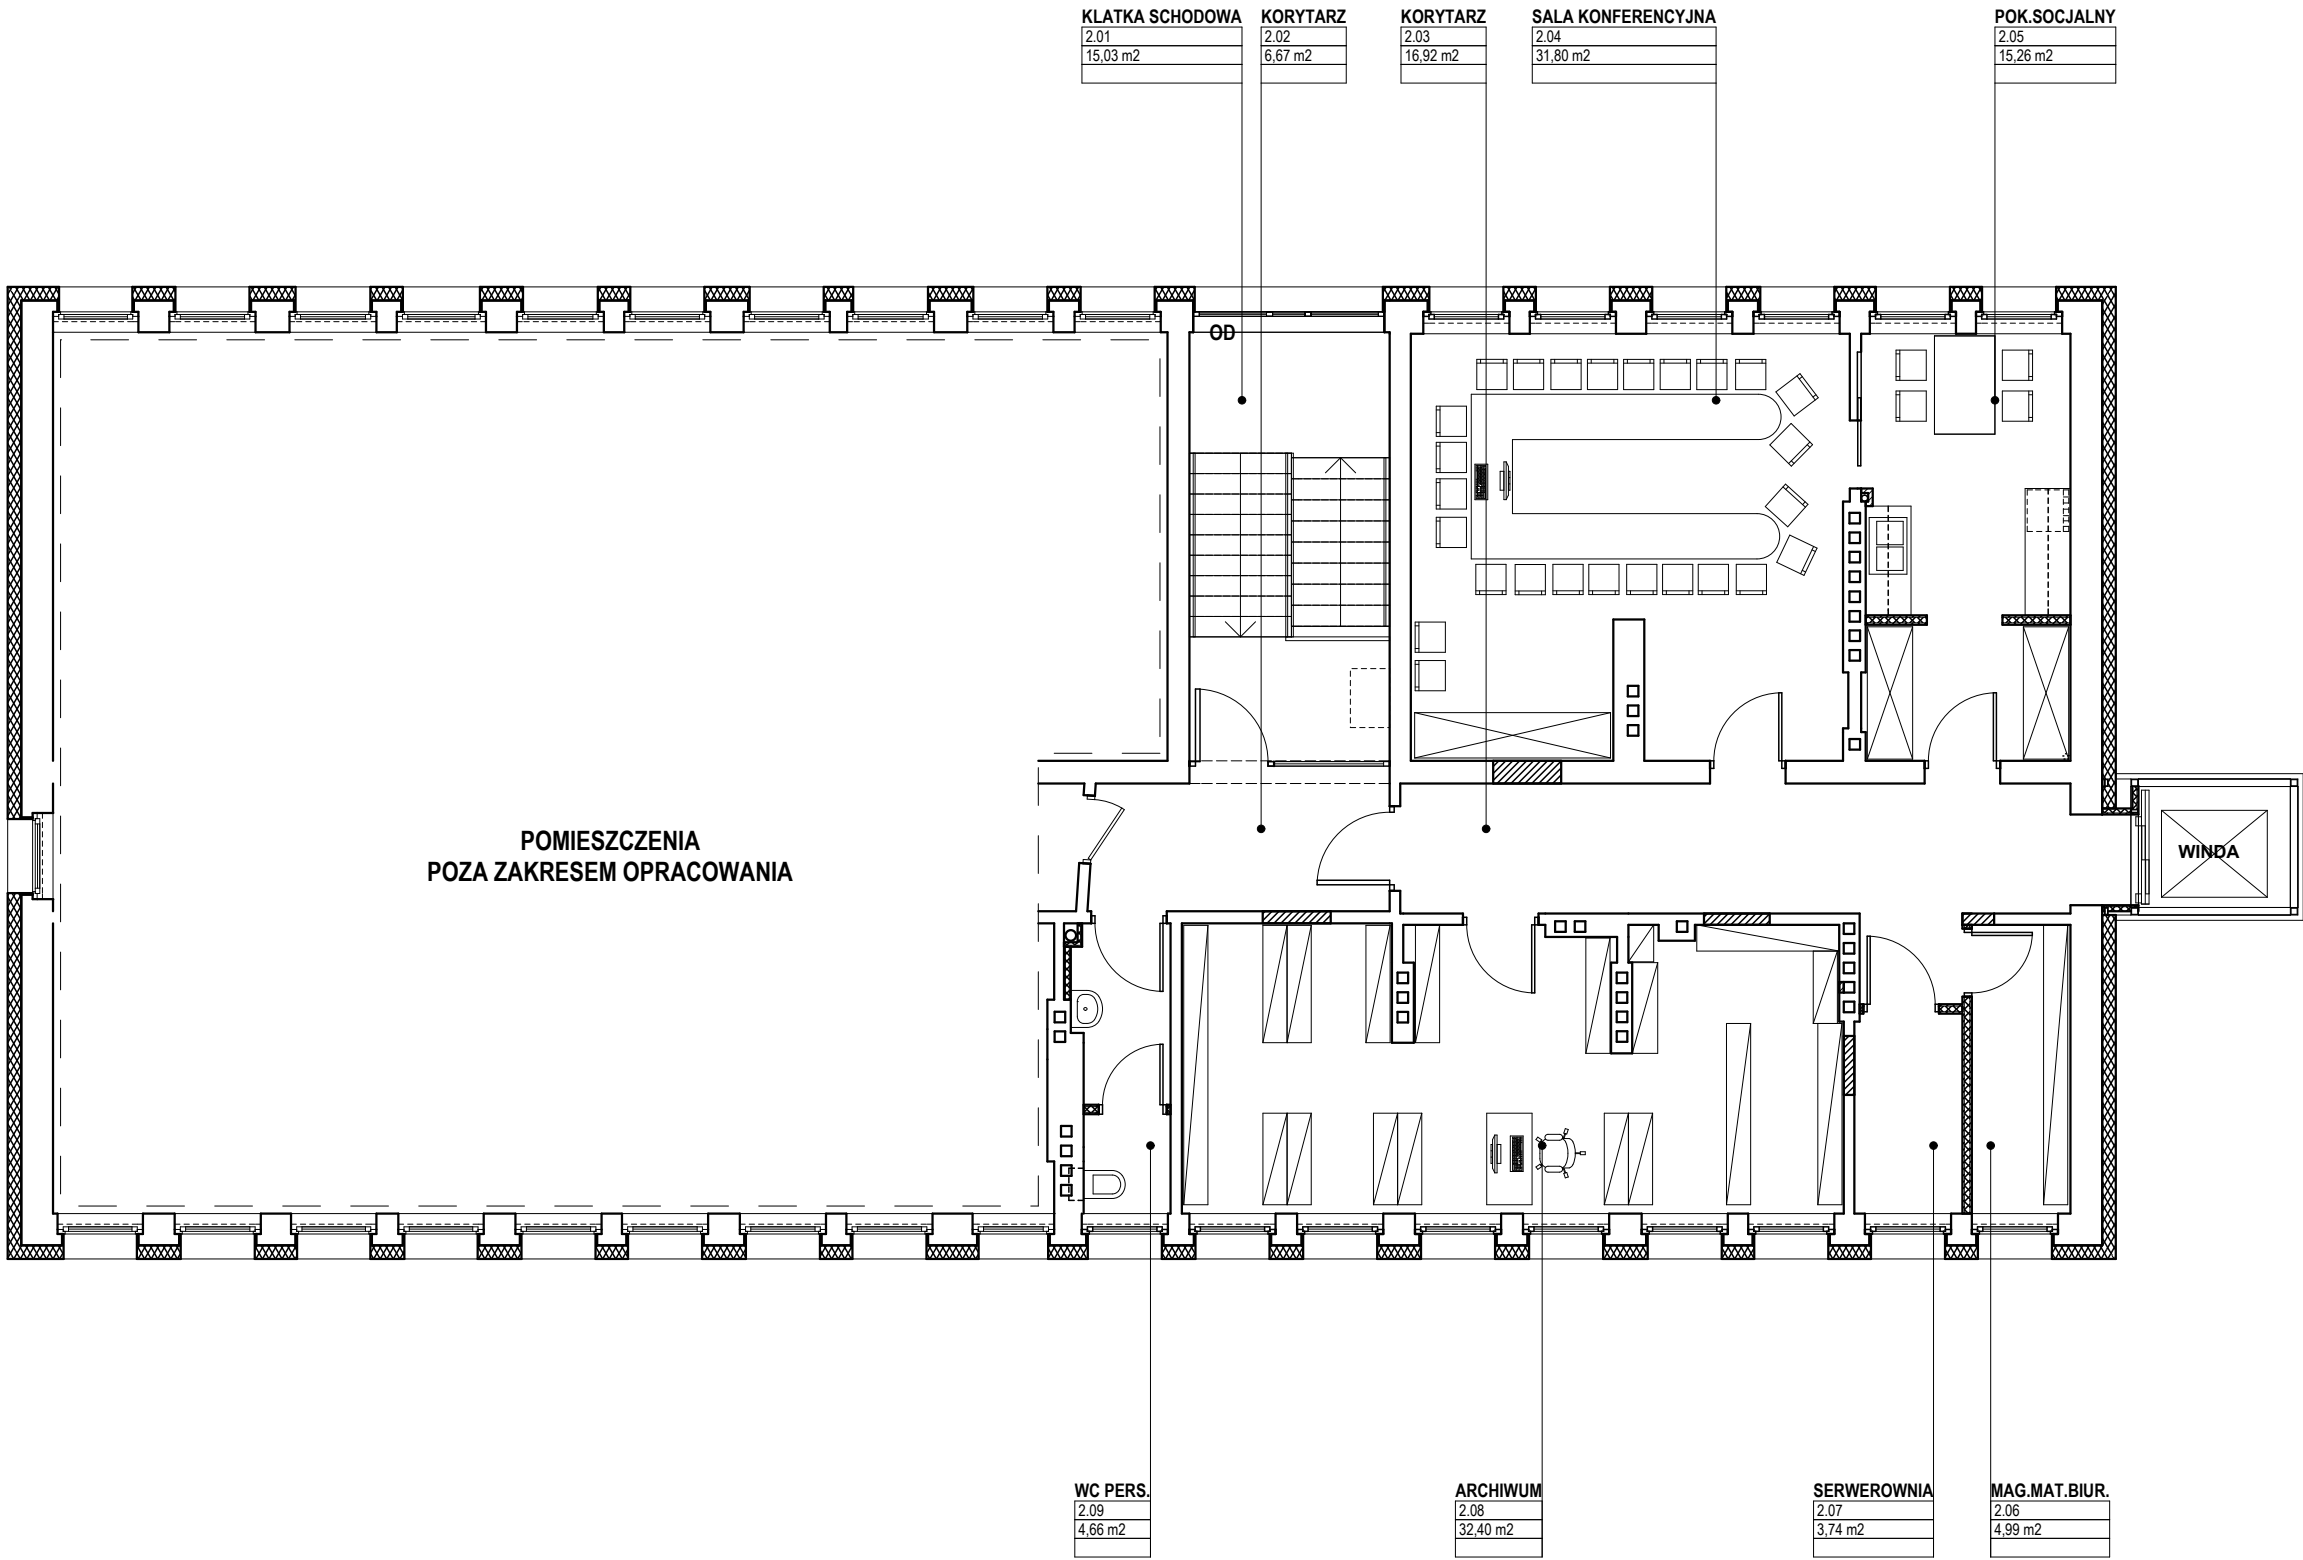 KLATKA SCHODOWA
2.01
15,03 m2
KORYTARZ
2.02
6,67 m2
KORYTARZ
2.03
16,92 m2
SALA KONFERENCYJNA
2.04
31,80 m2
POK.SOCJALNY
2.05
15,26 m2
OD
POMIESZCZENIA
POZA ZAKRESEM OPRACOWANIA
WINDA
WC PERS.
2.09
4,66 m2
ARCHIWUM
2.08
32,40 m2
SERWEROWNIA
2.07
3,74 m2
MAG.MAT.BIUR.
2.06
4,99 m2